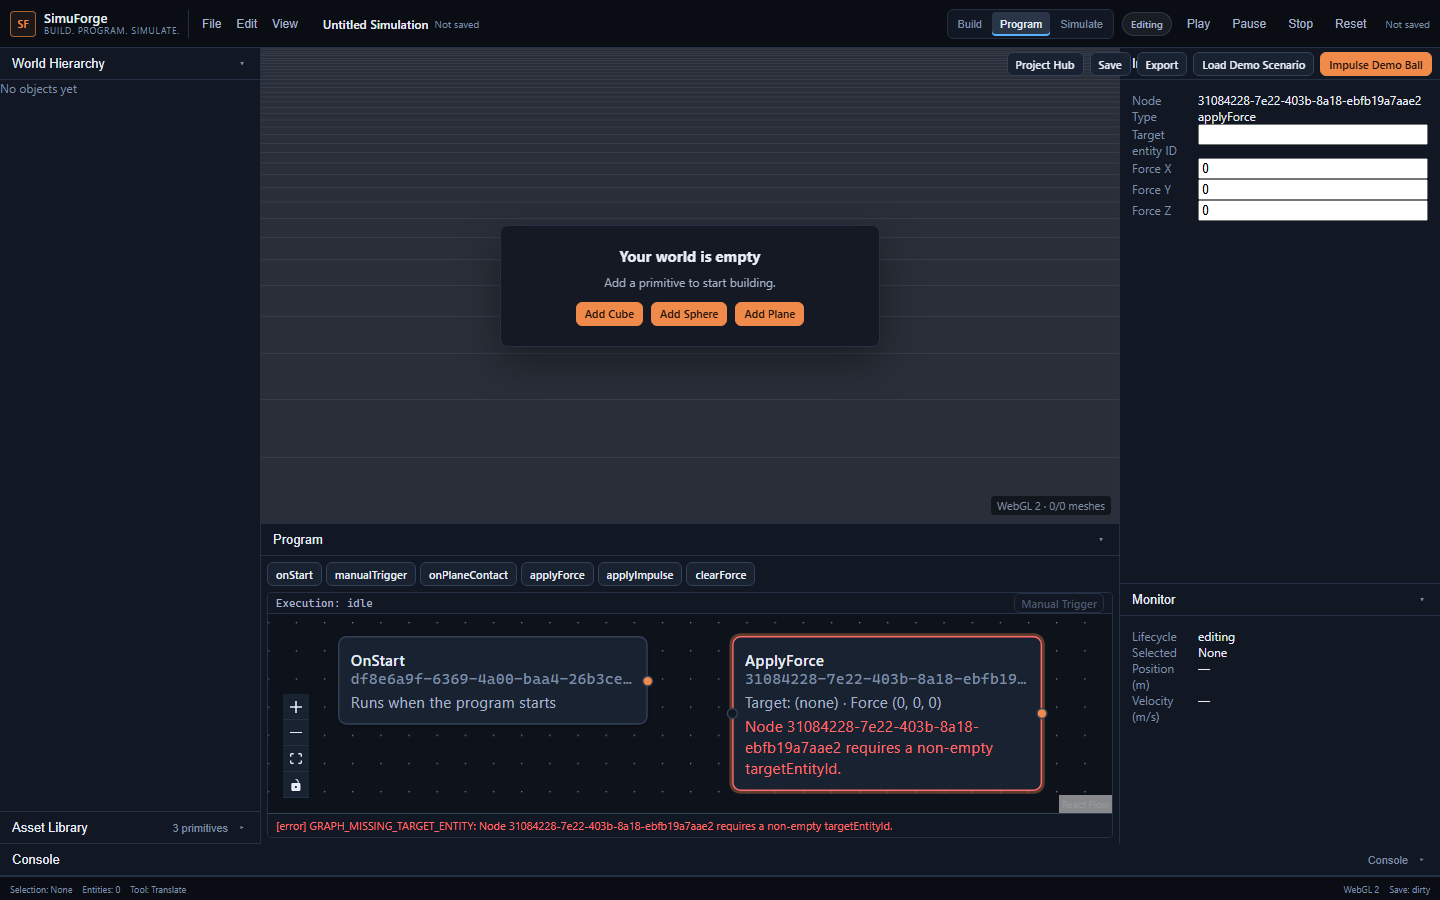 SF
SimuForge
BUILD. PROGRAM. SIMULATE.
File Edit View
Untitled Simulation Not saved
Build Program Simulate
Editing
Play Pause Stop Reset
Not saved
World Hierarchy
No objects yet
Project Hub Save Export Load Demo Scenario Impulse Demo Ball
Your world is empty
Add a primitive to start building.
Add Cube Add Sphere Add Plane
WebGL 2 · 0/0 meshes
Node 31084228-7e22-403b-8a18-ebfb19a7aae2
Type applyForce
Target
entity ID
Force X 0
Force Y 0
Force Z 0
Program
onStart manualTrigger onPlaneContact applyForce applyImpulse clearForce
Execution: idle
Manual Trigger
OnStart
df8e6a9f-6369-4a00-baa4-26b3ce…
Runs when the program starts
ApplyForce
31084228-7e22-403b-8a18-ebfb19…
Target: (none) · Force (0, 0, 0)
Node 31084228-7e22-403b-8a18-
ebfb19a7aae2 requires a non-empty
targetEntityId.
React Flow
[error] GRAPH_MISSING_TARGET_ENTITY: Node 31084228-7e22-403b-8a18-ebfb19a7aae2 requires a non-empty targetEntityId.
Monitor
Lifecycle editing
Selected None
Position —
(m)
Velocity —
(m/s)
Asset Library 3 primitives
Console
Console
Selection: None Entities: 0 Tool: Translate
WebGL 2 Save: dirty